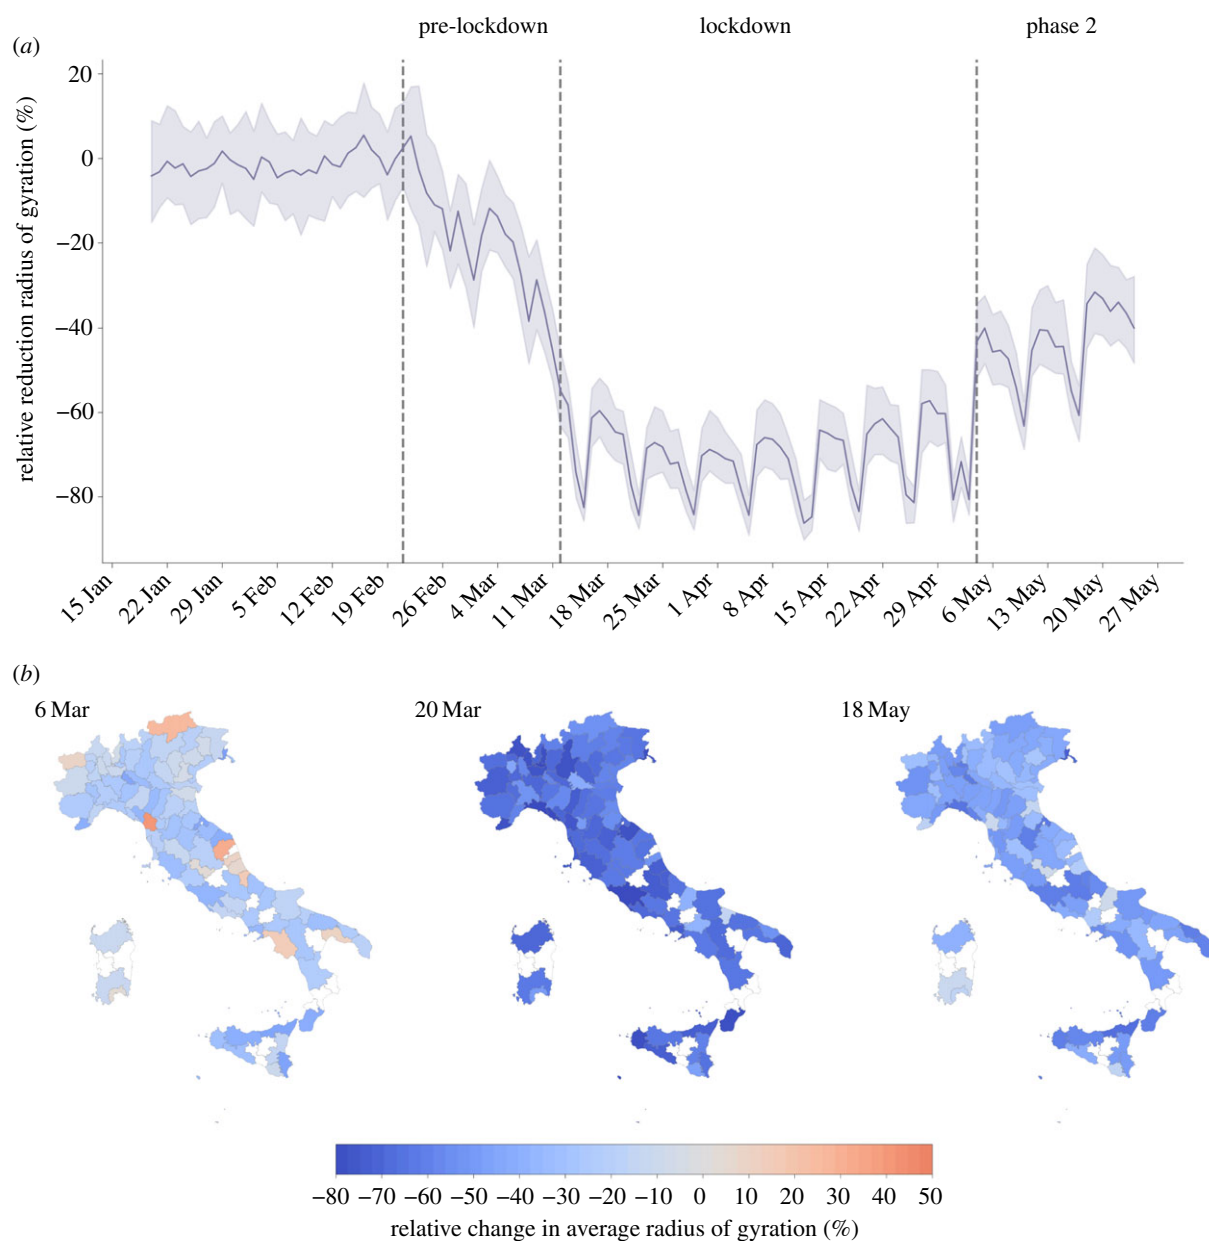 pre-lockdown lockdown phase 2
(a)
relative reduction radius of gyration (%)
20
0
−20
−40
−60
−80
15 Jan 22 Jan 29 Jan 5 Feb 12 Feb 19 Feb 26 Feb 4 Mar 11 Mar 18 Mar 25 Mar 1 Apr 8 Apr 15 Apr 22 Apr 29 Apr 6 May 13 May 20 May 27 May
(b)
6 Mar 20 Mar 18 May
−80 −70 −60 −50 −40 −30 −20 −10 0 10 20 30 40 50
relative change in average radius of gyration (%)